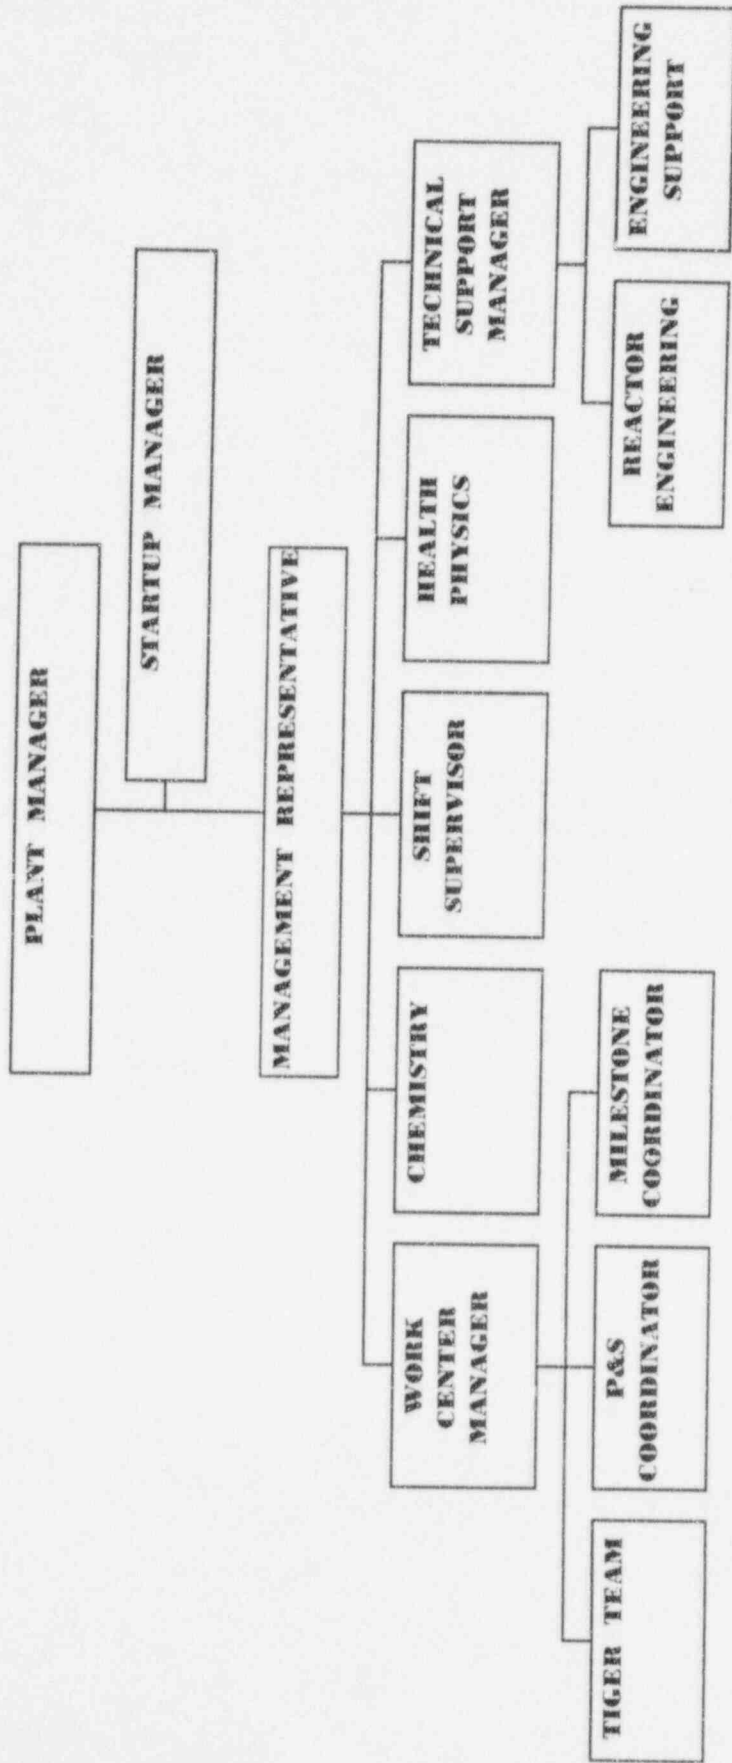 PLANT MANAGER
STARTUP MANAGER
MANAGEMENT REPRESENTATIVE
WORK
CENTER
MANAGER
CHEMISTRY
SHIFT
SUPERVISOR
HEALTH
PHYSICS
TECHNICAL
SUPPORT
MANAGER
TIGER TEAM
P&S
COORDINATOR
MILESTONE
COORDINATOR
REACTOR
ENGINEERING
ENGINEERING
SUPPORT